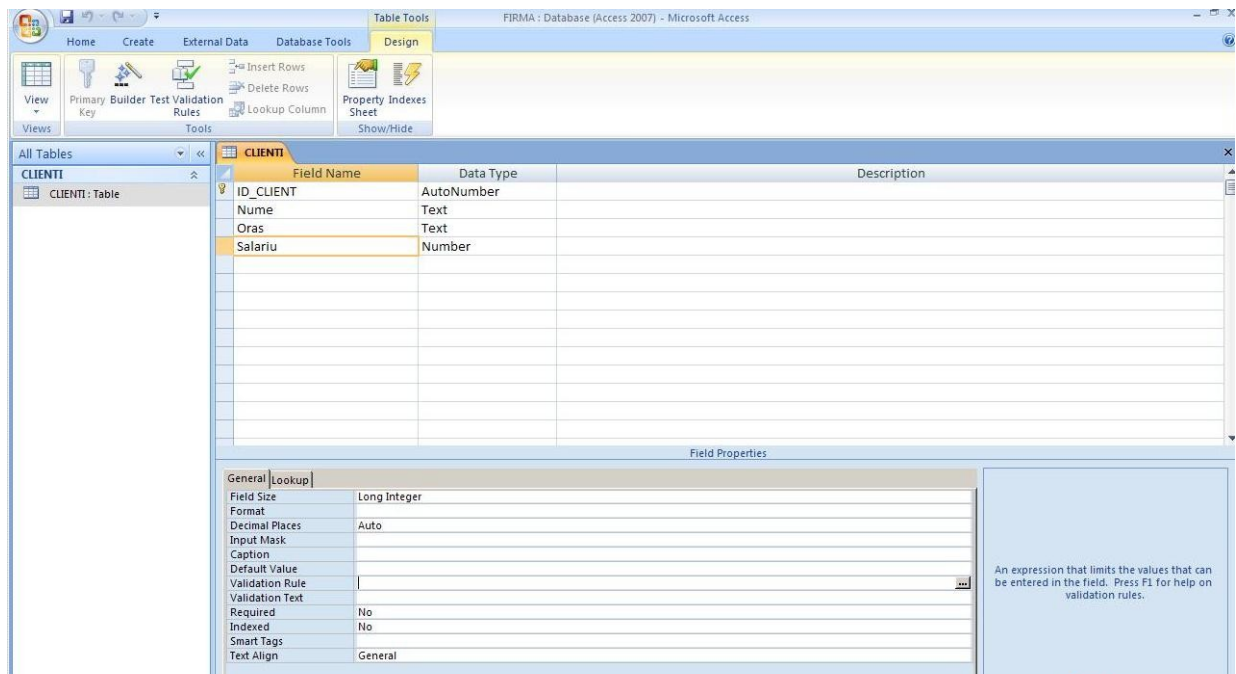 Table Tools
FIRMA : Database (Access 2007) - Microsoft Access
Home Create External Data Database Tools Design
View
Primary Key
Builder
Test Validation Rules
Insert Rows
Delete Rows
Lookup Column
Property Sheet
Indexes
Views Tools Show/Hide
All Tables
CLIENTI
CLIENTI : Table
CLIENTI
Field Name Data Type Description
ID_CLIENT AutoNumber
Nume Text
Oras Text
Salariu Number
Field Properties
General Lookup
Field Size Long Integer
Format
Decimal Places Auto
Input Mask
Caption
Default Value
Validation Rule ...
Validation Text
Required No
Indexed No
Smart Tags
Text Align General
An expression that limits the values that can
be entered in the field. Press F1 for help on
validation rules.